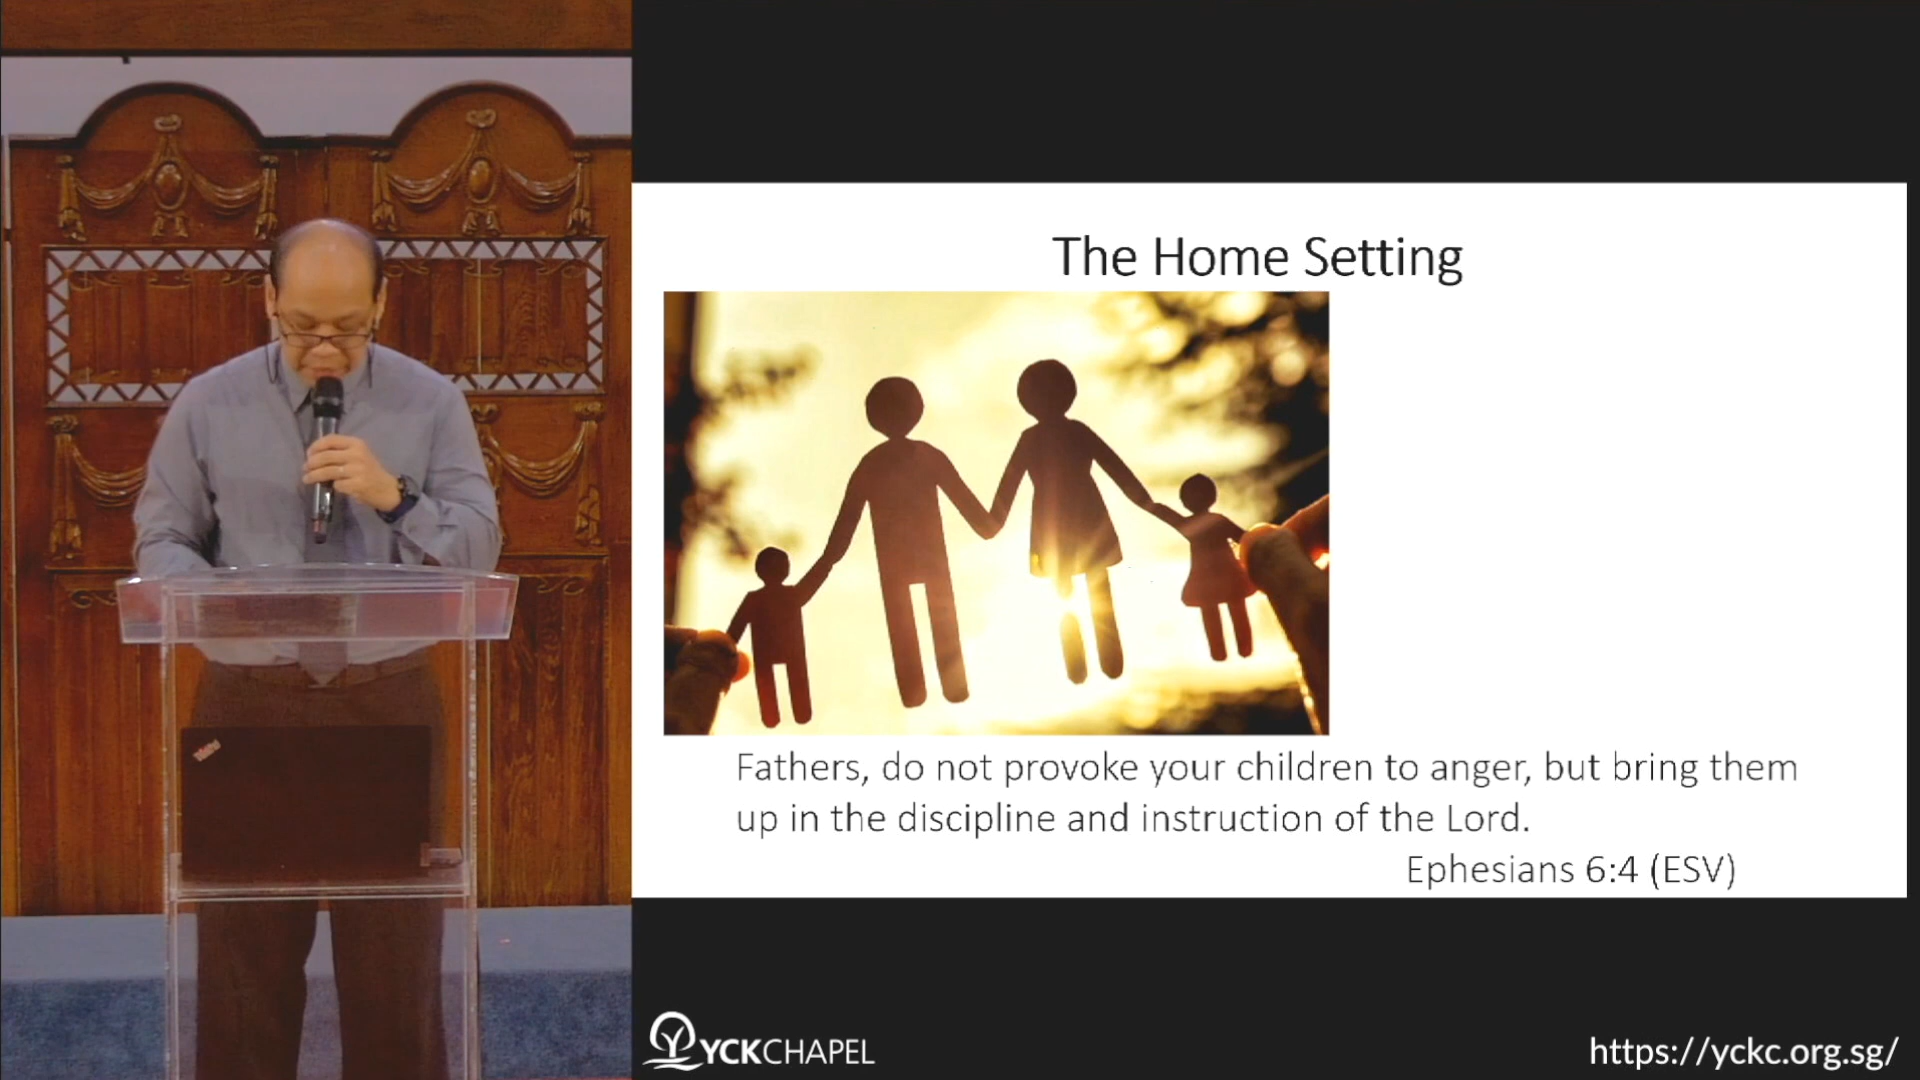 The Home Setting
Fathers, do not provoke your children to anger, but bring them
up in the discipline and instruction of the Lord.
Ephesians 6:4 (ESV)
YCKCHAPEL
https://yckc.org.sg/